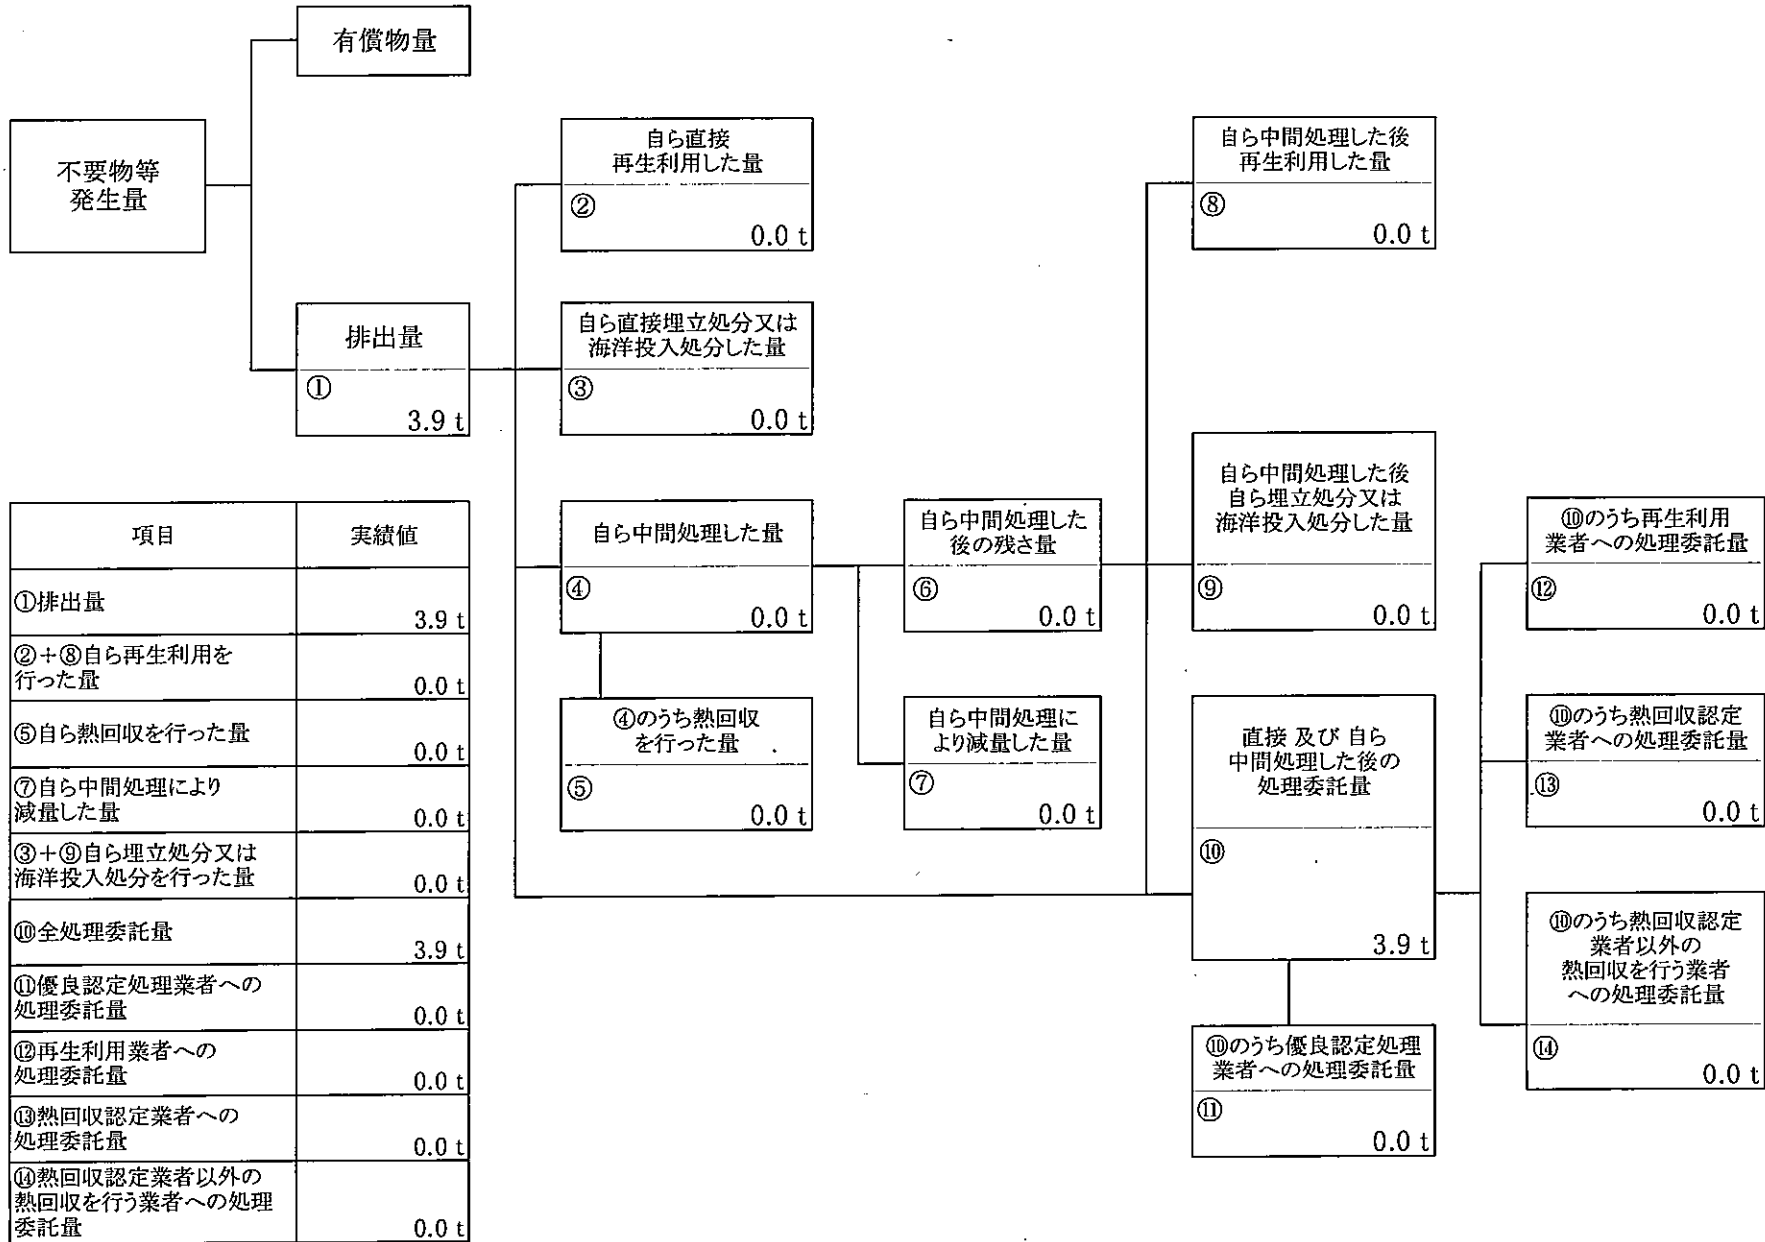 有償物量
不要物等
発生量
排出量
①
3.9 t
自ら直接
再生利用した量
②
0.0 t
自ら直接埋立処分又は
海洋投入処分した量
③
0.0 t
自ら中間処理した量
④
0.0 t
④のうち熱回収
を行った量
⑤
0.0 t
自ら中間処理した
後の残さ量
⑥
0.0 t
自ら中間処理に
より減量した量
⑦
0.0 t
自ら中間処理した後
再生利用した量
⑧
0.0 t
自ら中間処理した後
自ら埋立処分又は
海洋投入処分した量
⑨
0.0 t
直接 及び 自ら
中間処理した後の
処理委託量
⑩
3.9 t
⑩のうち優良認定処理
業者への処理委託量
⑪
0.0 t
⑩のうち再生利用
業者への処理委託量
⑫
0.0 t
⑩のうち熱回収認定
業者への処理委託量
⑬
0.0 t
⑩のうち熱回収認定
業者以外の
熱回収を行う業者
への処理委託量
⑭
0.0 t
項目 実績値
①排出量
3.9 t
②+⑧自ら再生利用を
行った量 0.0 t
⑤自ら熱回収を行った量
0.0 t
⑦自ら中間処理により
減量した量 0.0 t
③+⑨自ら埋立処分又は
海洋投入処分を行った量 0.0 t
⑩全処理委託量
3.9 t
⑪優良認定処理業者への
処理委託量 0.0 t
⑫再生利用業者への
処理委託量 0.0 t
⑬熱回収認定業者への
処理委託量 0.0 t
⑭熱回収認定業者以外の
熱回収を行う業者への処理
委託量 0.0 t